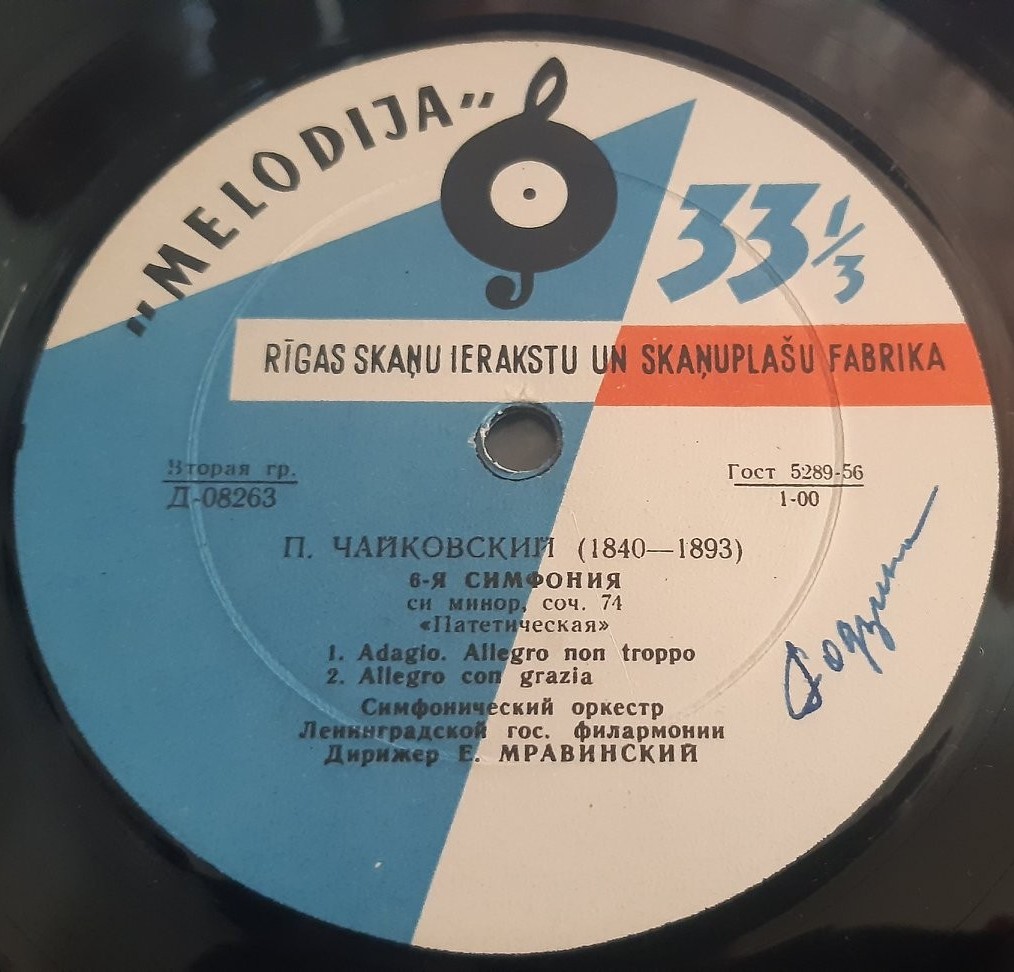 „MELODIJA”
33 1/3
RĪGAS SKAŅU IERAKSTU UN SKAŅUPLAŠU FABRIKA
Вторая гр.
Д-08263
Гост 5289-56
1-00
П. ЧАЙКОВСКИЙ (1840—1893)
6-Я СИМФОНИЯ
си минор, соч. 74
«Патетическая»
1. Adagio. Allegro non troppo
2. Allegro con grazia
Симфонический оркестр
Ленинградской гос. филармонии
Дирижер Е. МРАВИНСКИЙ